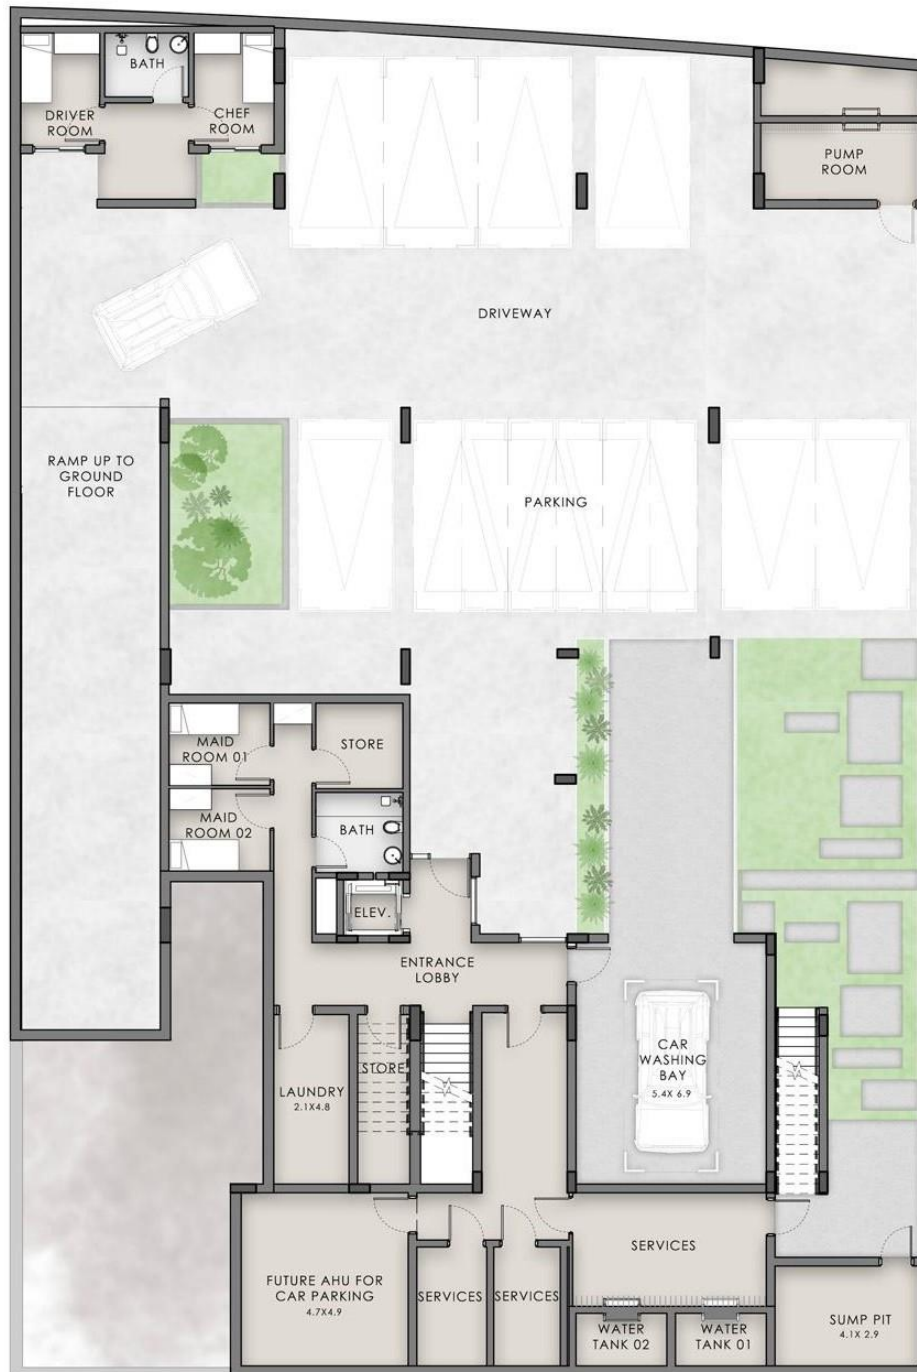 BATH
DRIVER
ROOM
CHEF
ROOM
PUMP
ROOM
DRIVEWAY
RAMP UP TO
GROUND
FLOOR
PARKING
MAID
ROOM 01
STORE
MAID
ROOM 02
BATH
ELEV.
ENTRANCE
LOBBY
CAR
WASHING
BAY
5.4X 6.9
STORE
LAUNDRY
2.1X4.8
SERVICES
FUTURE AHU FOR
CAR PARKING
4.7X4.9
SERVICES
SERVICES
WATER
TANK 02
WATER
TANK 01
SUMP PIT
4.1X 2.9